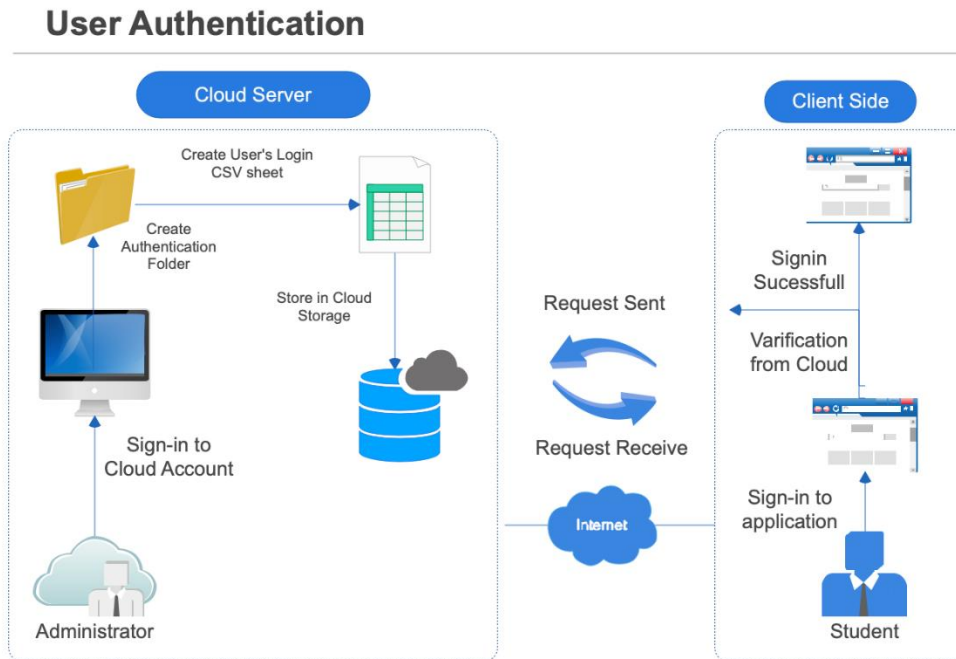 User Authentication
Cloud Server
Client Side
Create User's Login
CSV sheet
Create
Authentication
Folder
Store in Cloud
Storage
Sign-in to
Cloud Account
Administrator
Request Sent
Request Receive
Internet
Signin
Sucessfull
Varification
from Cloud
Sign-in to
application
Student